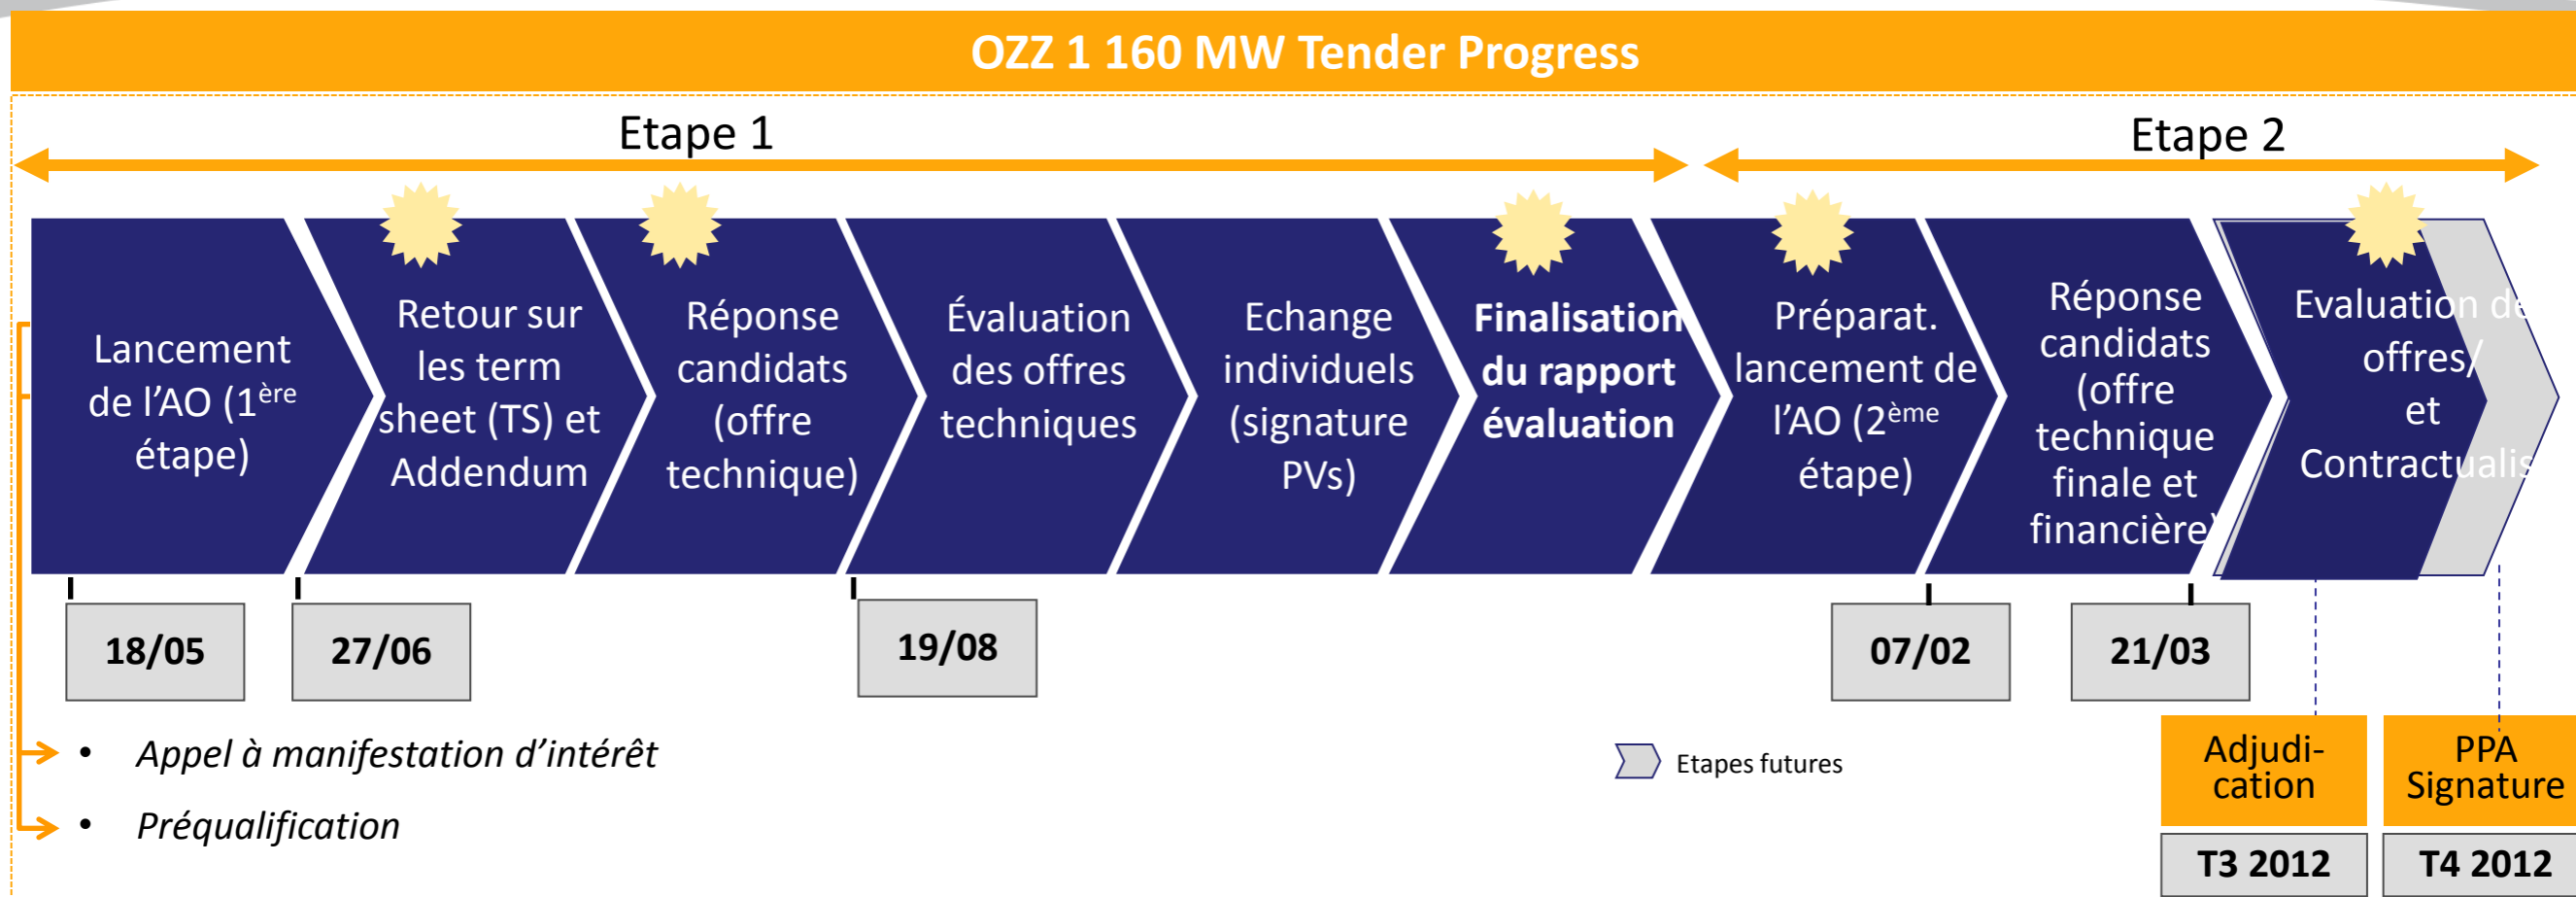 OZZ 1 160 MW Tender Progress
Etape 1
Etape 2
Lancement
de l'AO (1ère
étape)
Retour sur
les term
sheet (TS) et
Addendum
Réponse
candidats
(offre
technique)
Évaluation
des offres
techniques
Echange
individuels
(signature
PVs)
Finalisation
du rapport
évaluation
Préparat.
lancement de
l'AO (2ème
étape)
Réponse
candidats
(offre
technique
finale et
financière)
Evaluation de
offres/
et
Contractualis
18/05
27/06
19/08
07/02
21/03
• Appel à manifestation d'intérêt
• Préqualification
Etapes futures
Adjudi-
cation
T3 2012
PPA
Signature
T4 2012